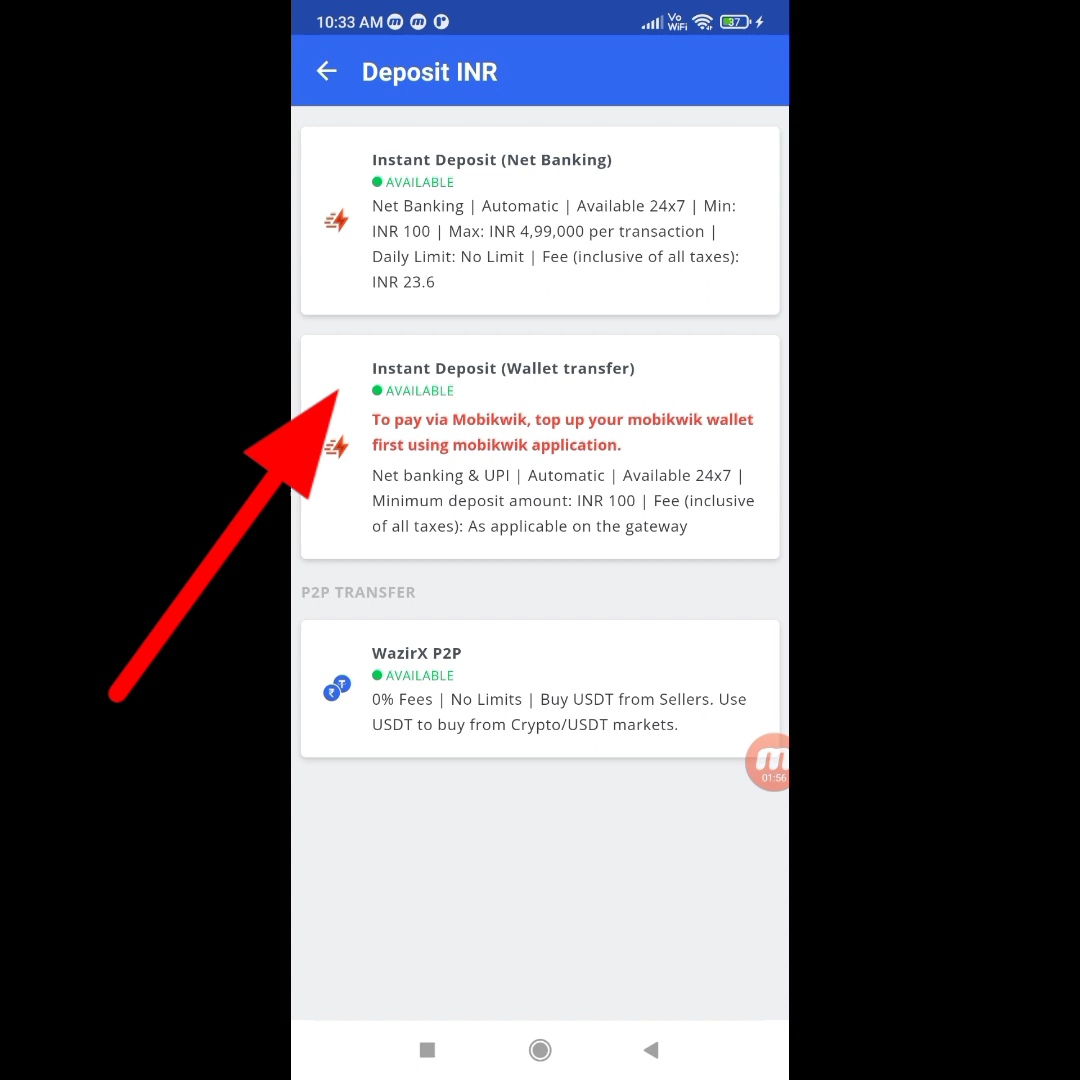 10:33 AM
Vo
WiFi
37
Deposit INR
Instant Deposit (Net Banking)
AVAILABLE
Net Banking | Automatic | Available 24x7 | Min:
INR 100 | Max: INR 4,99,000 per transaction |
Daily Limit: No Limit | Fee (inclusive of all taxes):
INR 23.6
Instant Deposit (Wallet transfer)
AVAILABLE
To pay via Mobikwik, top up your mobikwik wallet
first using mobikwik application.
Net banking & UPI | Automatic | Available 24x7 |
Minimum deposit amount: INR 100 | Fee (inclusive
of all taxes): As applicable on the gateway
P2P TRANSFER
WazirX P2P
AVAILABLE
0% Fees | No Limits | Buy USDT from Sellers. Use
USDT to buy from Crypto/USDT markets.
01:56